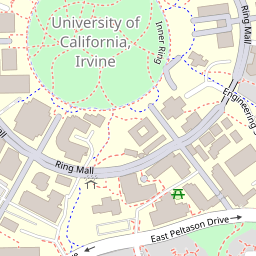 University of
California,
Irvine
Inner Ring
Ring Mall
Engineering
Ring Mall
East Peltason Drive